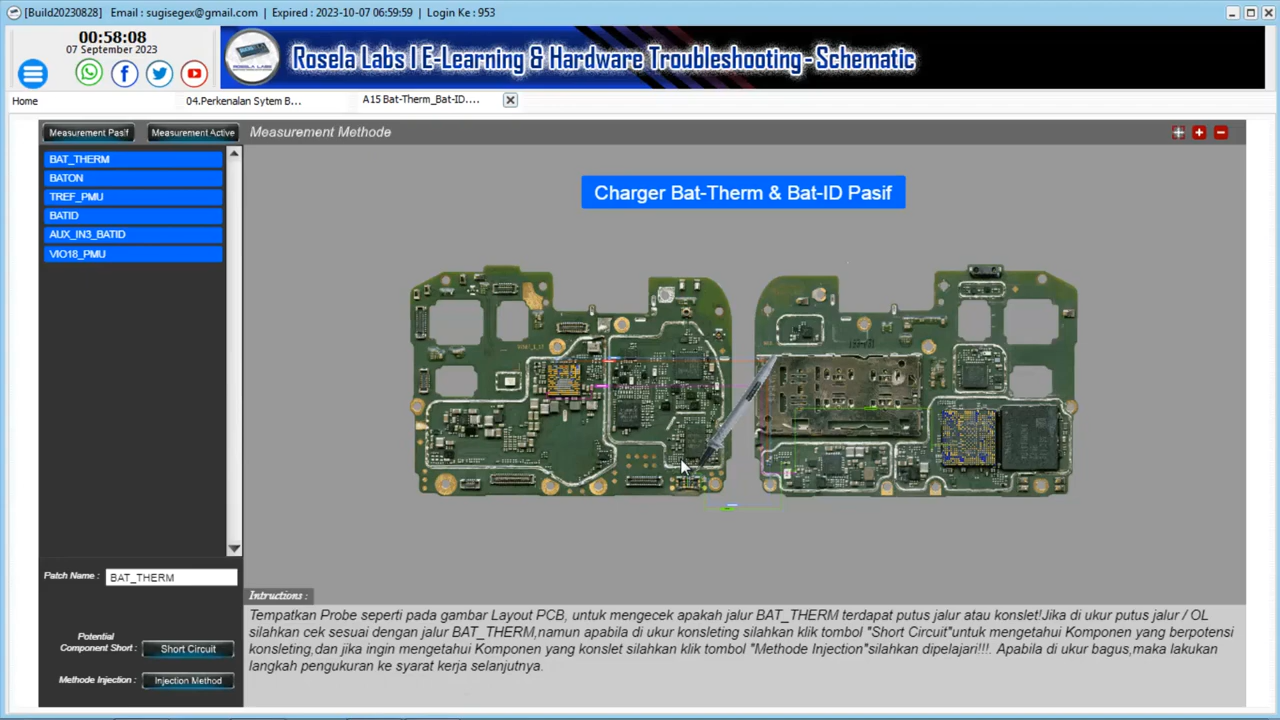 [Build20230828] Email : sugisegex@gmail.com | Expired : 2023-10-07 06:59:59 | Login Ke : 953
00:58:08
07 September 2023
Rosela Labs | E-Learning & Hardware Troubleshooting - Schematic
Home
04.Perkenalan Sytem B...
A15 Bat-Therm_Bat-ID....
Measurement Pasif
Measurement Active
Measurement Methode
BAT_THERM
BATON
TREF_PMU
BATID
AUX_IN3_BATID
VIO18_PMU
Charger Bat-Therm & Bat-ID Pasif
Patch Name :
BAT_THERM
Potential
Component Short :
Short Circuit
Methode Injection :
Injection Method
Intructions :
Tempatkan Probe seperti pada gambar Layout PCB, untuk mengecek apakah jalur BAT_THERM terdapat putus jalur atau konslet!Jika di ukur putus jalur / OL
silahkan cek sesuai dengan jalur BAT_THERM,namun apabila di ukur konsleting silahkan klik tombol "Short Circuit"untuk mengetahui Komponen yang berpotensi
konsleting,dan jika ingin mengetahui Komponen yang konslet silahkan klik tombol "Methode Injection"silahkan dipelajari!!!. Apabila di ukur bagus,maka lakukan
langkah pengukuran ke syarat kerja selanjutnya.